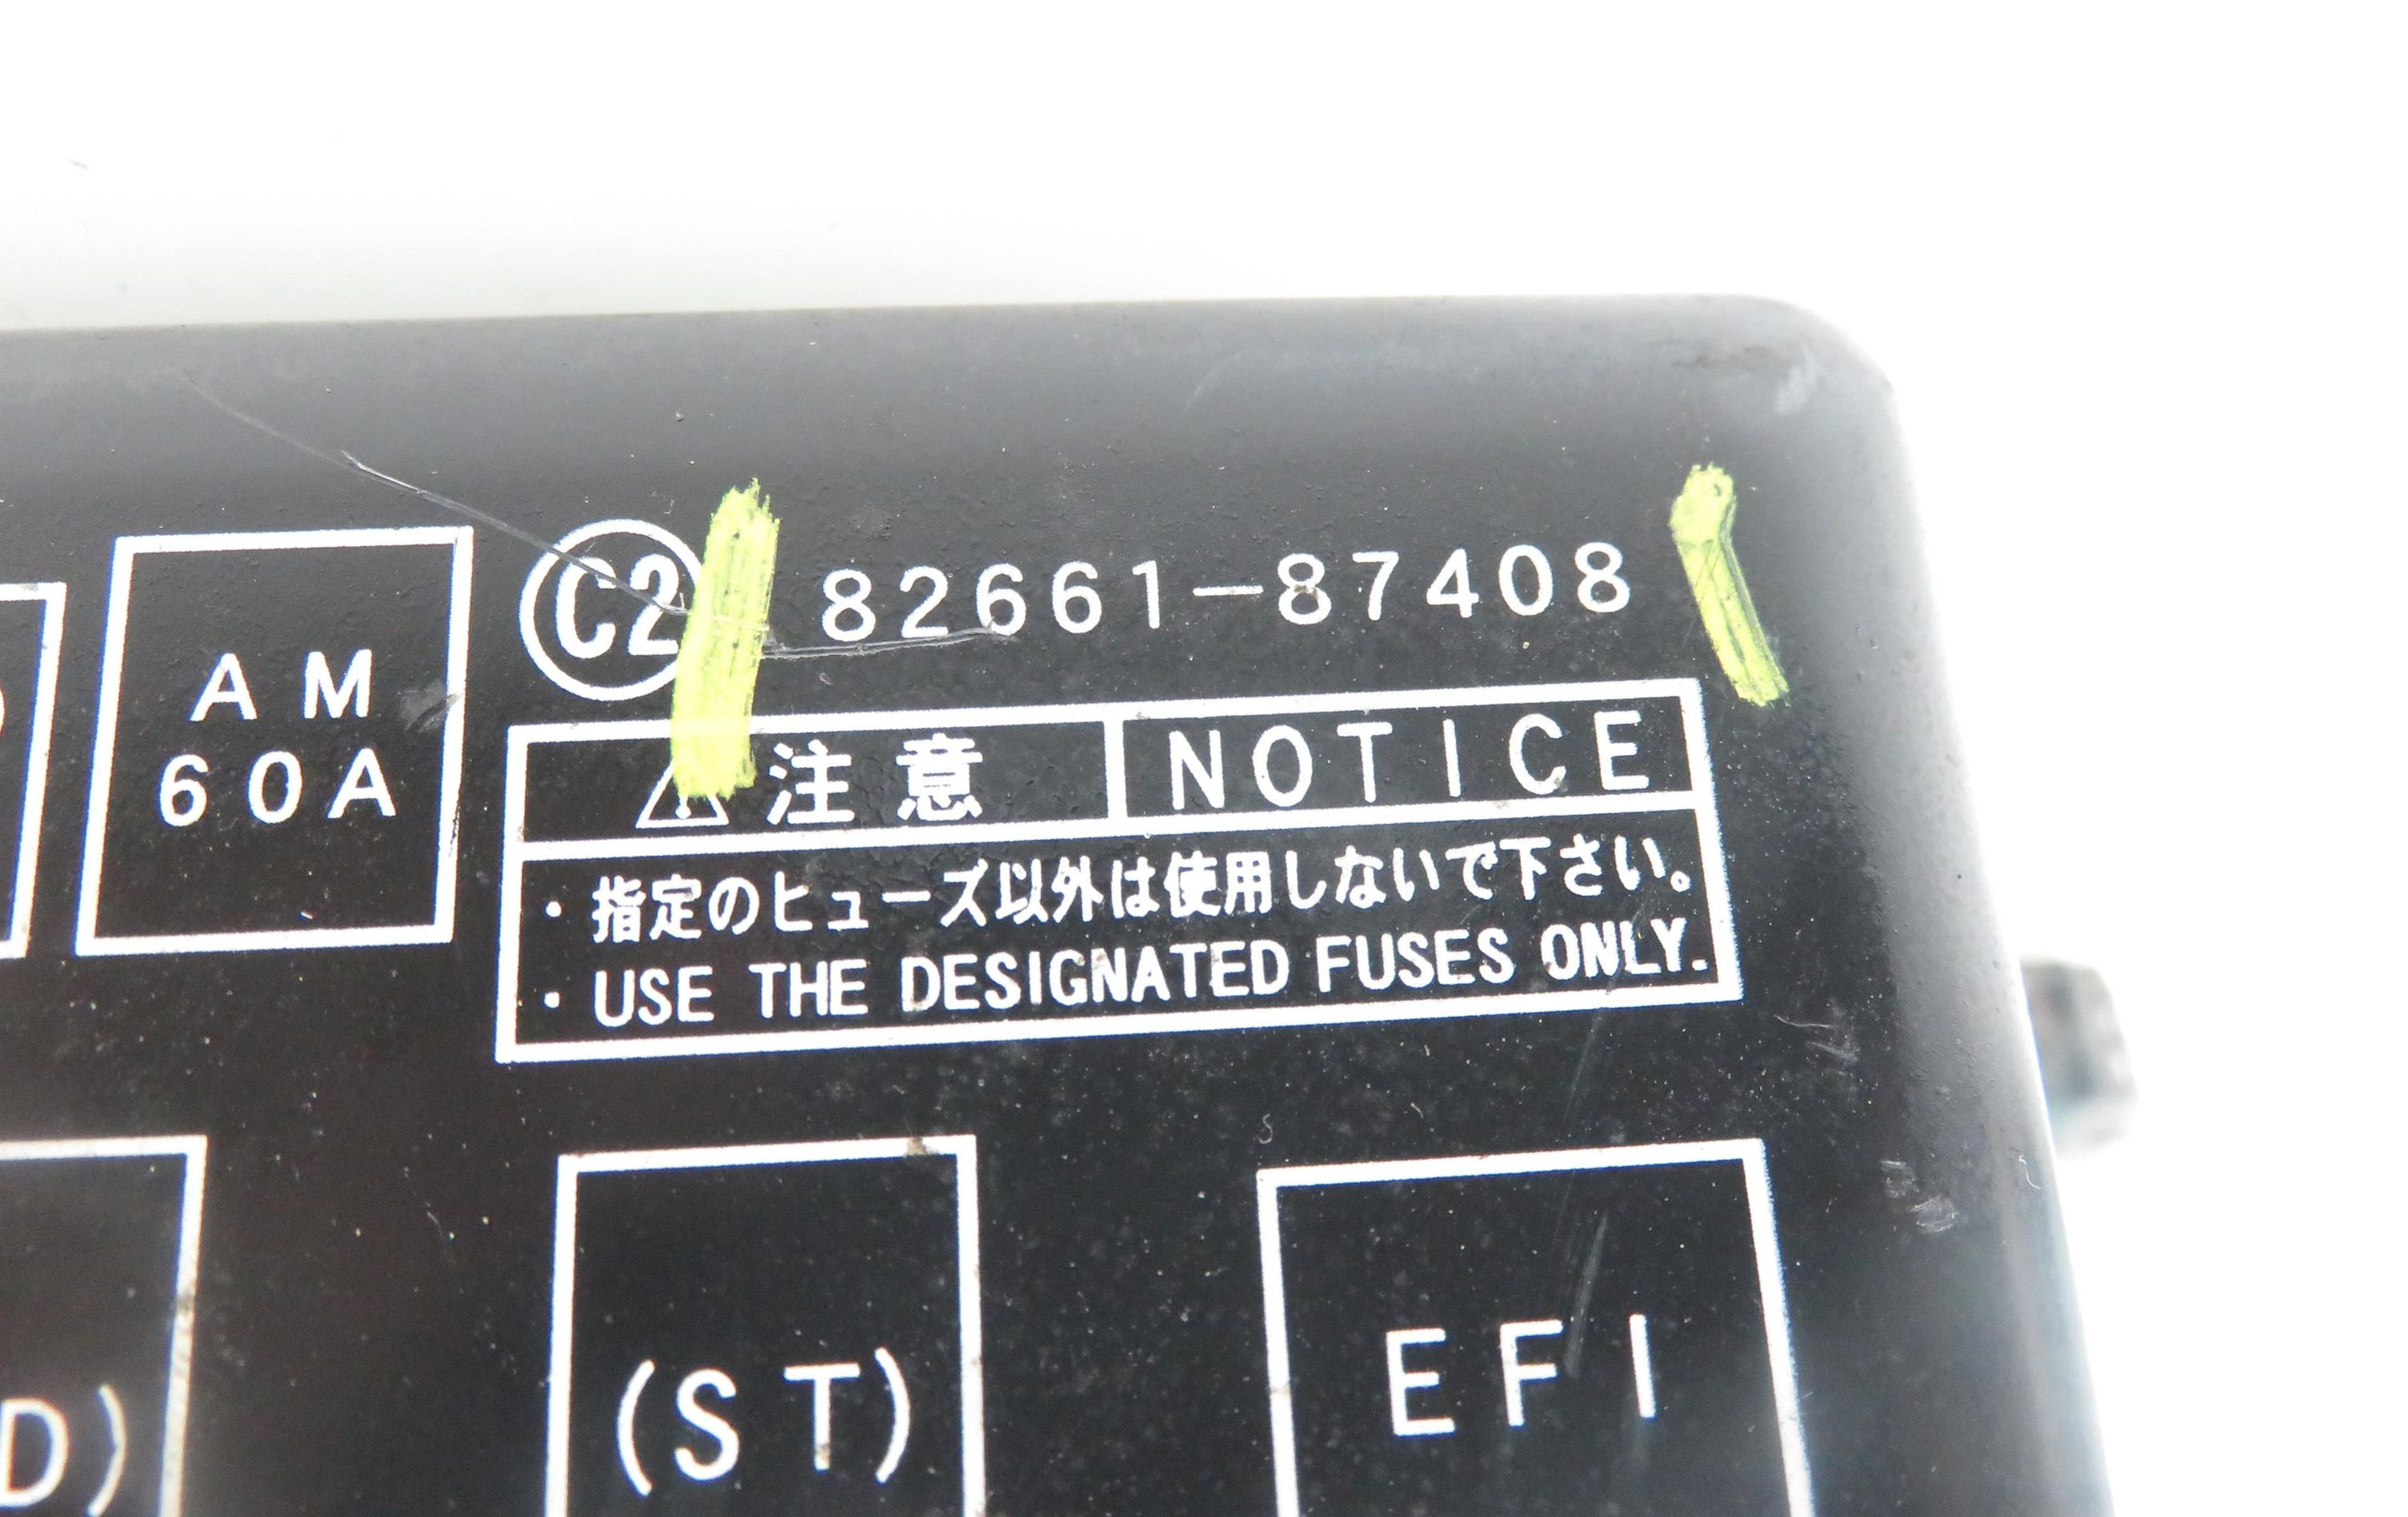 C2 82661-87408
AM
60A
⚠ 注意 NOTICE
・指定のヒューズ以外は使用しないで下さい。
・USE THE DESIGNATED FUSES ONLY.
D)
(ST)
EFI